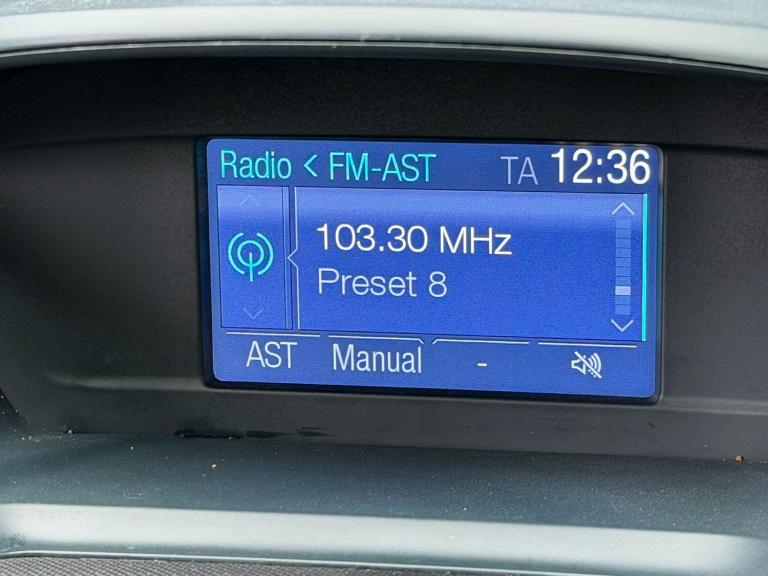 Radio < FM-AST TA 12:36
103.30 MHz
Preset 8
AST Manual -